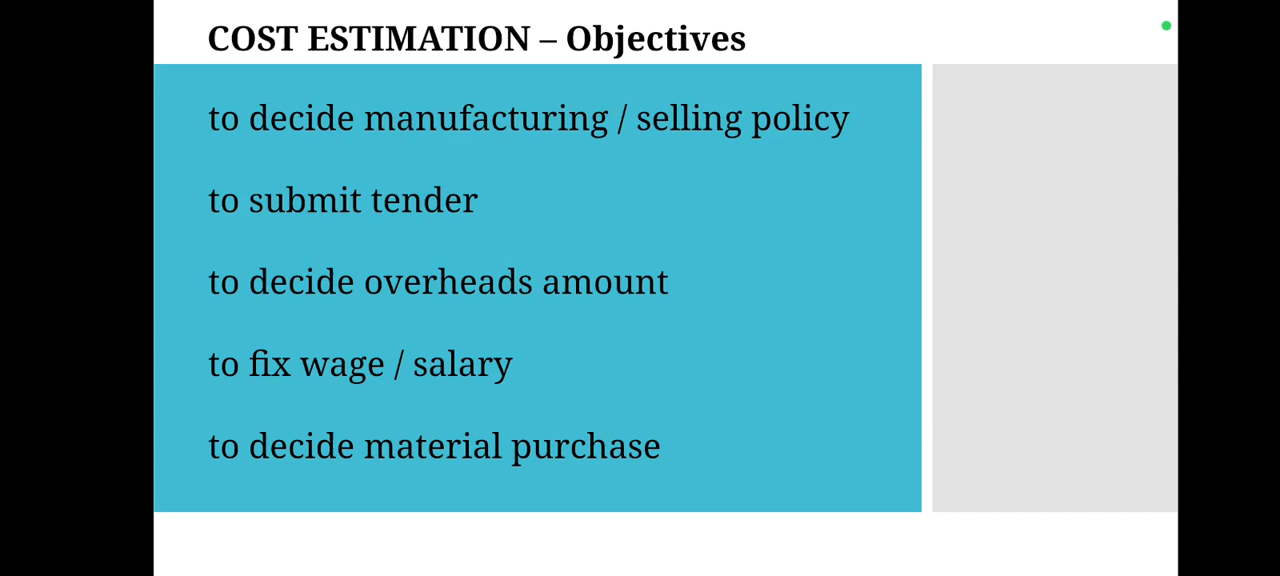 COST ESTIMATION – Objectives
to decide manufacturing / selling policy
to submit tender
to decide overheads amount
to fix wage / salary
to decide material purchase